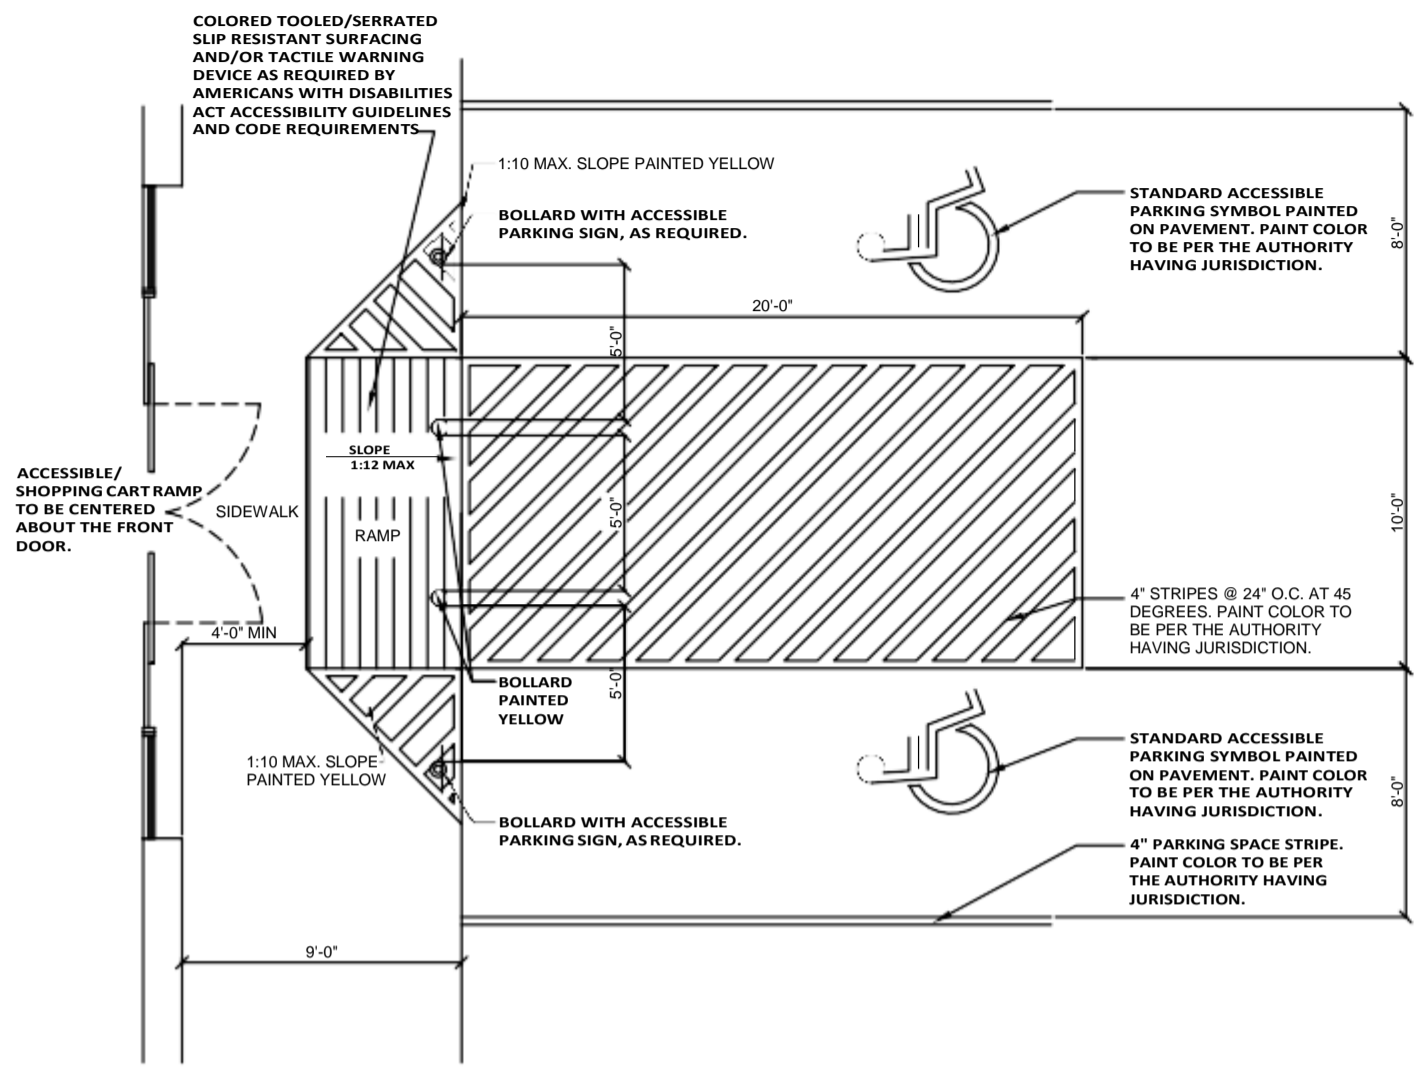 COLORED TOOLED/SERRATED
SLIP RESISTANT SURFACING
AND/OR TACTILE WARNING
DEVICE AS REQUIRED BY
AMERICANS WITH DISABILITIES
ACT ACCESSIBILITY GUIDELINES
AND CODE REQUIREMENTS
1:10 MAX. SLOPE PAINTED YELLOW
BOLLARD WITH ACCESSIBLE
PARKING SIGN, AS REQUIRED.
STANDARD ACCESSIBLE
PARKING SYMBOL PAINTED
ON PAVEMENT. PAINT COLOR
TO BE PER THE AUTHORITY
HAVING JURISDICTION.
8'-0"
20'-0"
5'-0"
SLOPE
1:12 MAX
ACCESSIBLE/
SHOPPING CART RAMP
TO BE CENTERED
ABOUT THE FRONT
DOOR.
SIDEWALK
RAMP
5'-0"
10'-0"
4" STRIPES @ 24" O.C. AT 45
DEGREES. PAINT COLOR TO
BE PER THE AUTHORITY
HAVING JURISDICTION.
4'-0" MIN
5'-0"
BOLLARD
PAINTED
YELLOW
1:10 MAX. SLOPE
PAINTED YELLOW
STANDARD ACCESSIBLE
PARKING SYMBOL PAINTED
ON PAVEMENT. PAINT COLOR
TO BE PER THE AUTHORITY
HAVING JURISDICTION.
8'-0"
BOLLARD WITH ACCESSIBLE
PARKING SIGN, AS REQUIRED.
4" PARKING SPACE STRIPE.
PAINT COLOR TO BE PER
THE AUTHORITY HAVING
JURISDICTION.
9'-0"